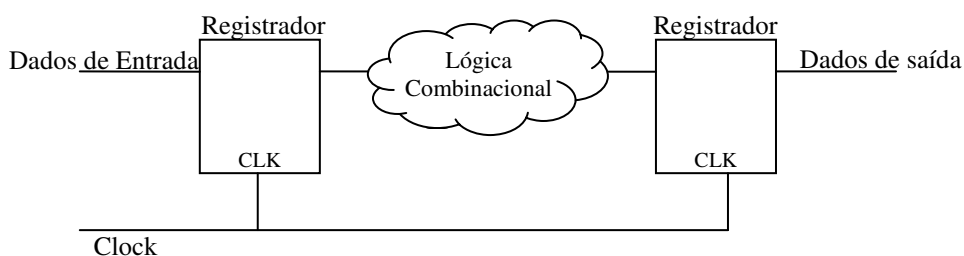 Registrador
Registrador
Dados de Entrada
Lógica
Combinacional
Dados de saída
CLK
CLK
Clock